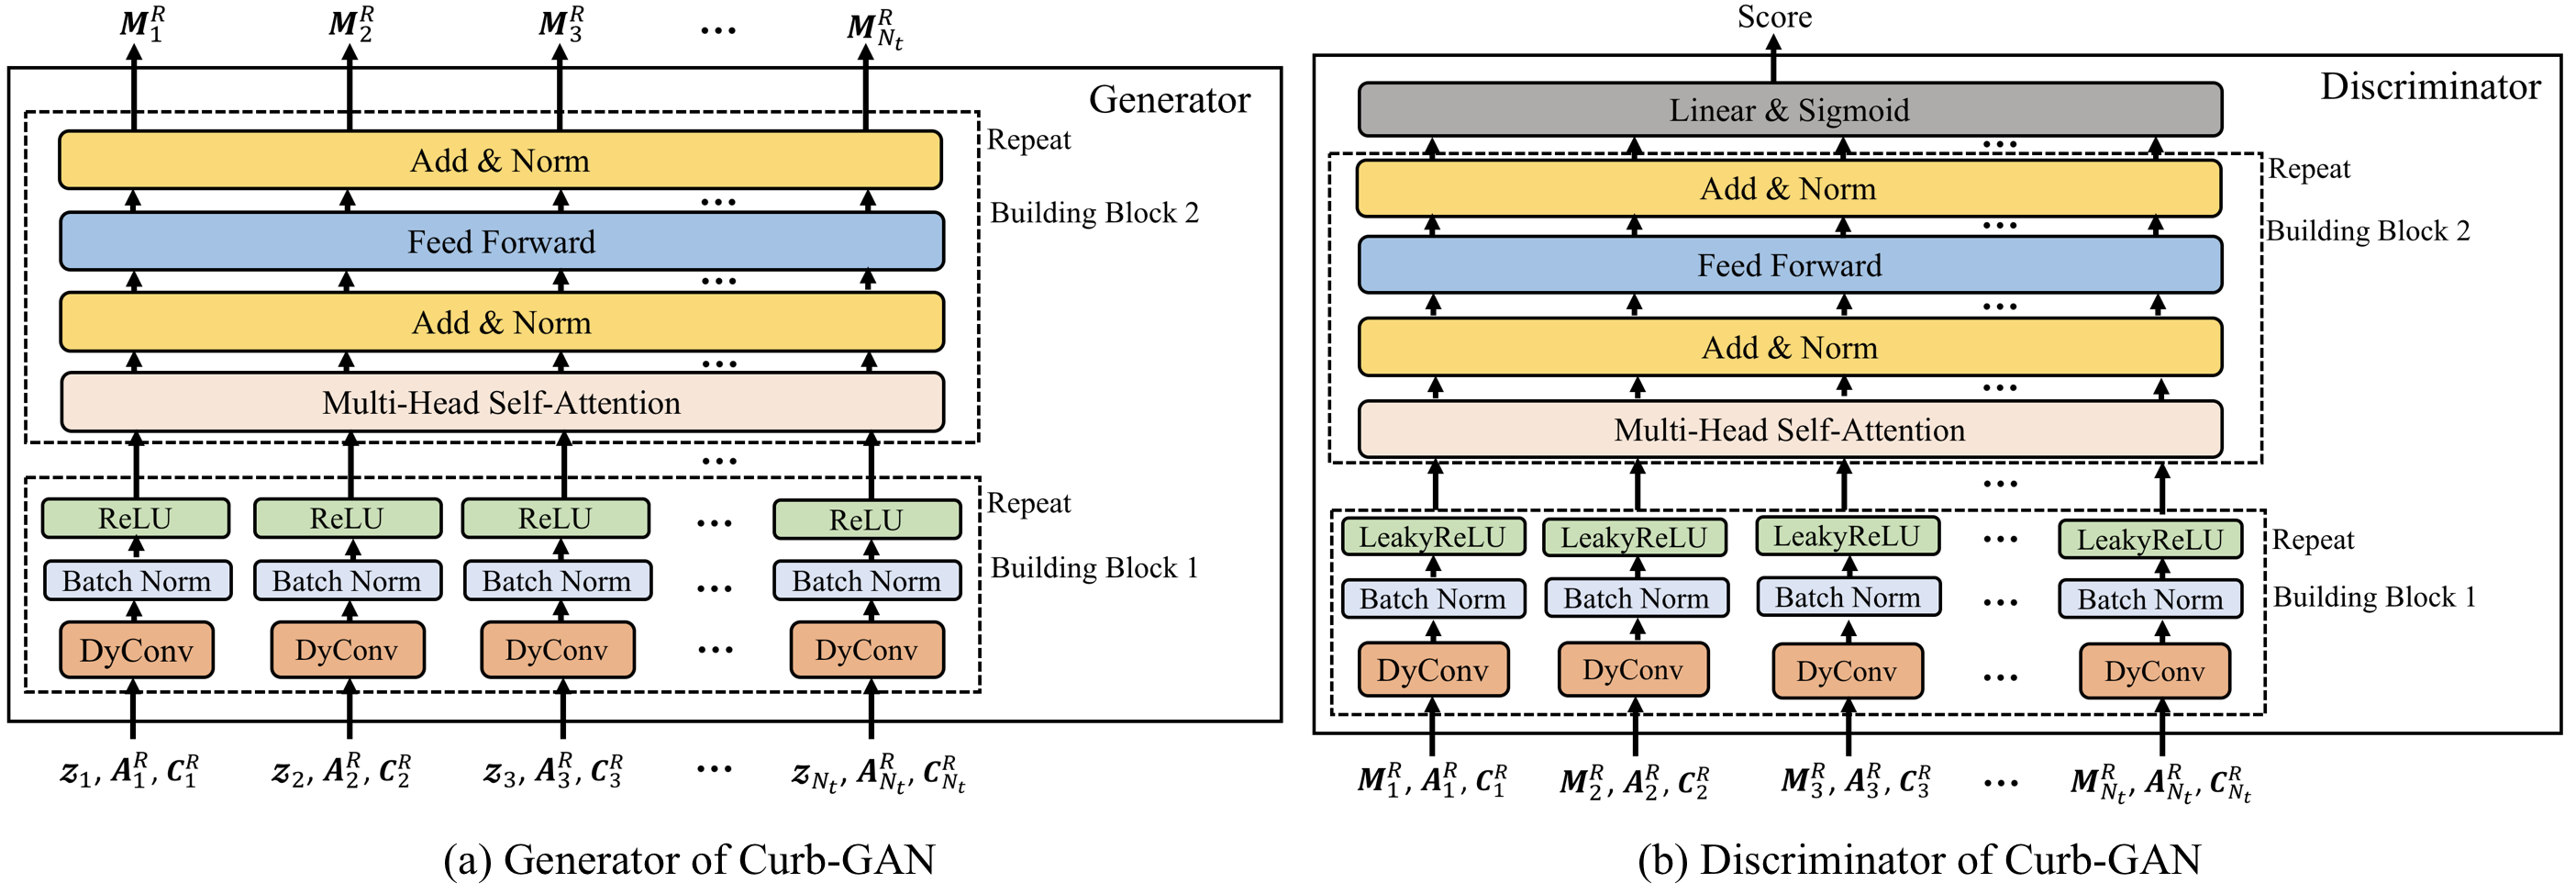 M_1^R M_2^R M_3^R ... M_{N_t}^R
Generator
Add & Norm
Repeat
Building Block 2
Feed Forward
...
Add & Norm
...
Multi-Head Self-Attention
...
ReLU ReLU ReLU ... ReLU
Repeat
Batch Norm Batch Norm Batch Norm ... Batch Norm
Building Block 1
DyConv DyConv DyConv ... DyConv
z_1, A_1^R, C_1^R z_2, A_2^R, C_2^R z_3, A_3^R, C_3^R ... z_{N_t}, A_{N_t}^R, C_{N_t}^R
(a) Generator of Curb-GAN
Score
Discriminator
Linear & Sigmoid
...
Add & Norm
Repeat
Building Block 2
...
Feed Forward
...
Add & Norm
...
Multi-Head Self-Attention
...
LeakyReLU LeakyReLU LeakyReLU ... LeakyReLU
Repeat
Batch Norm Batch Norm Batch Norm ... Batch Norm
Building Block 1
DyConv DyConv DyConv ... DyConv
M_1^R, A_1^R, C_1^R M_2^R, A_2^R, C_2^R M_3^R, A_3^R, C_3^R ... M_{N_t}^R, A_{N_t}^R, C_{N_t}^R
(b) Discriminator of Curb-GAN